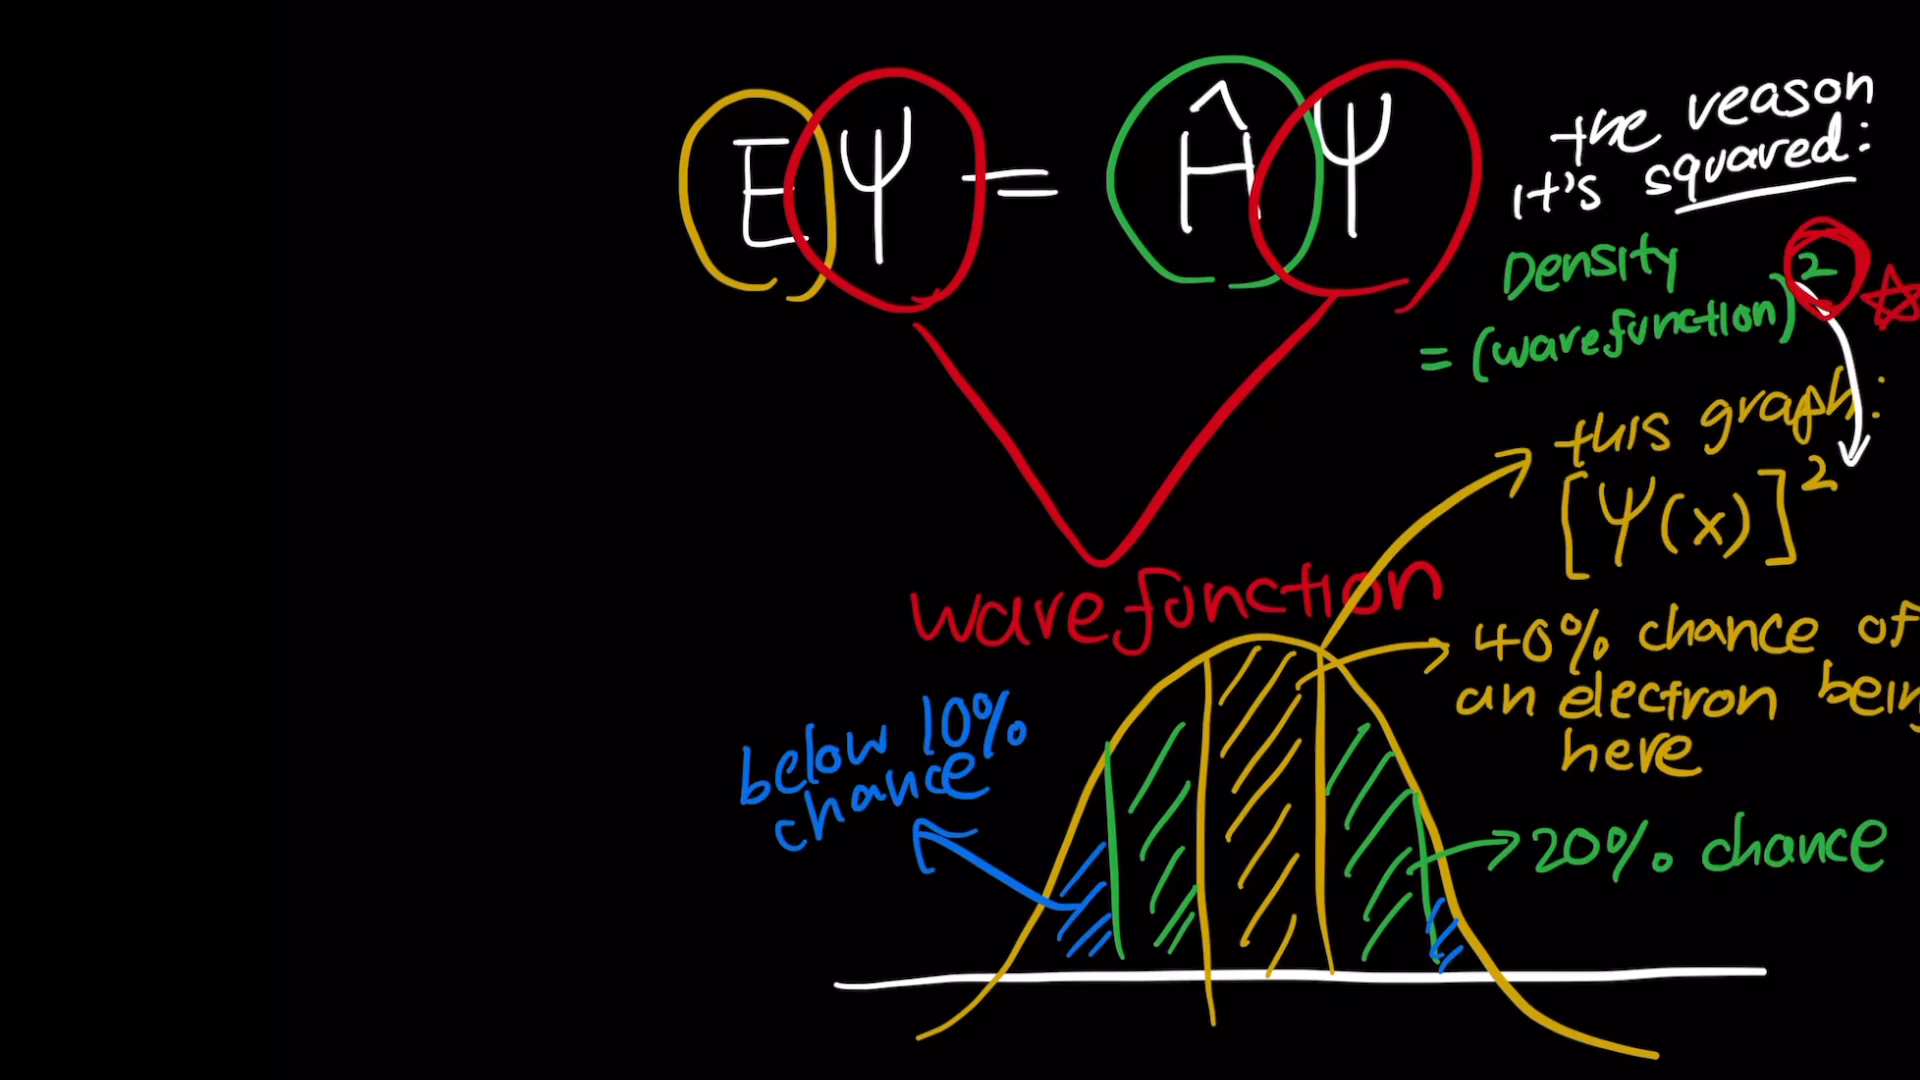 EΨ = ĤΨ
the reason
it's squared:
Density
= (wavefunction)²
this graph:
[Ψ(x)]²
wavefunction
40% chance of
an electron being
here
below 10%
chance
20% chance